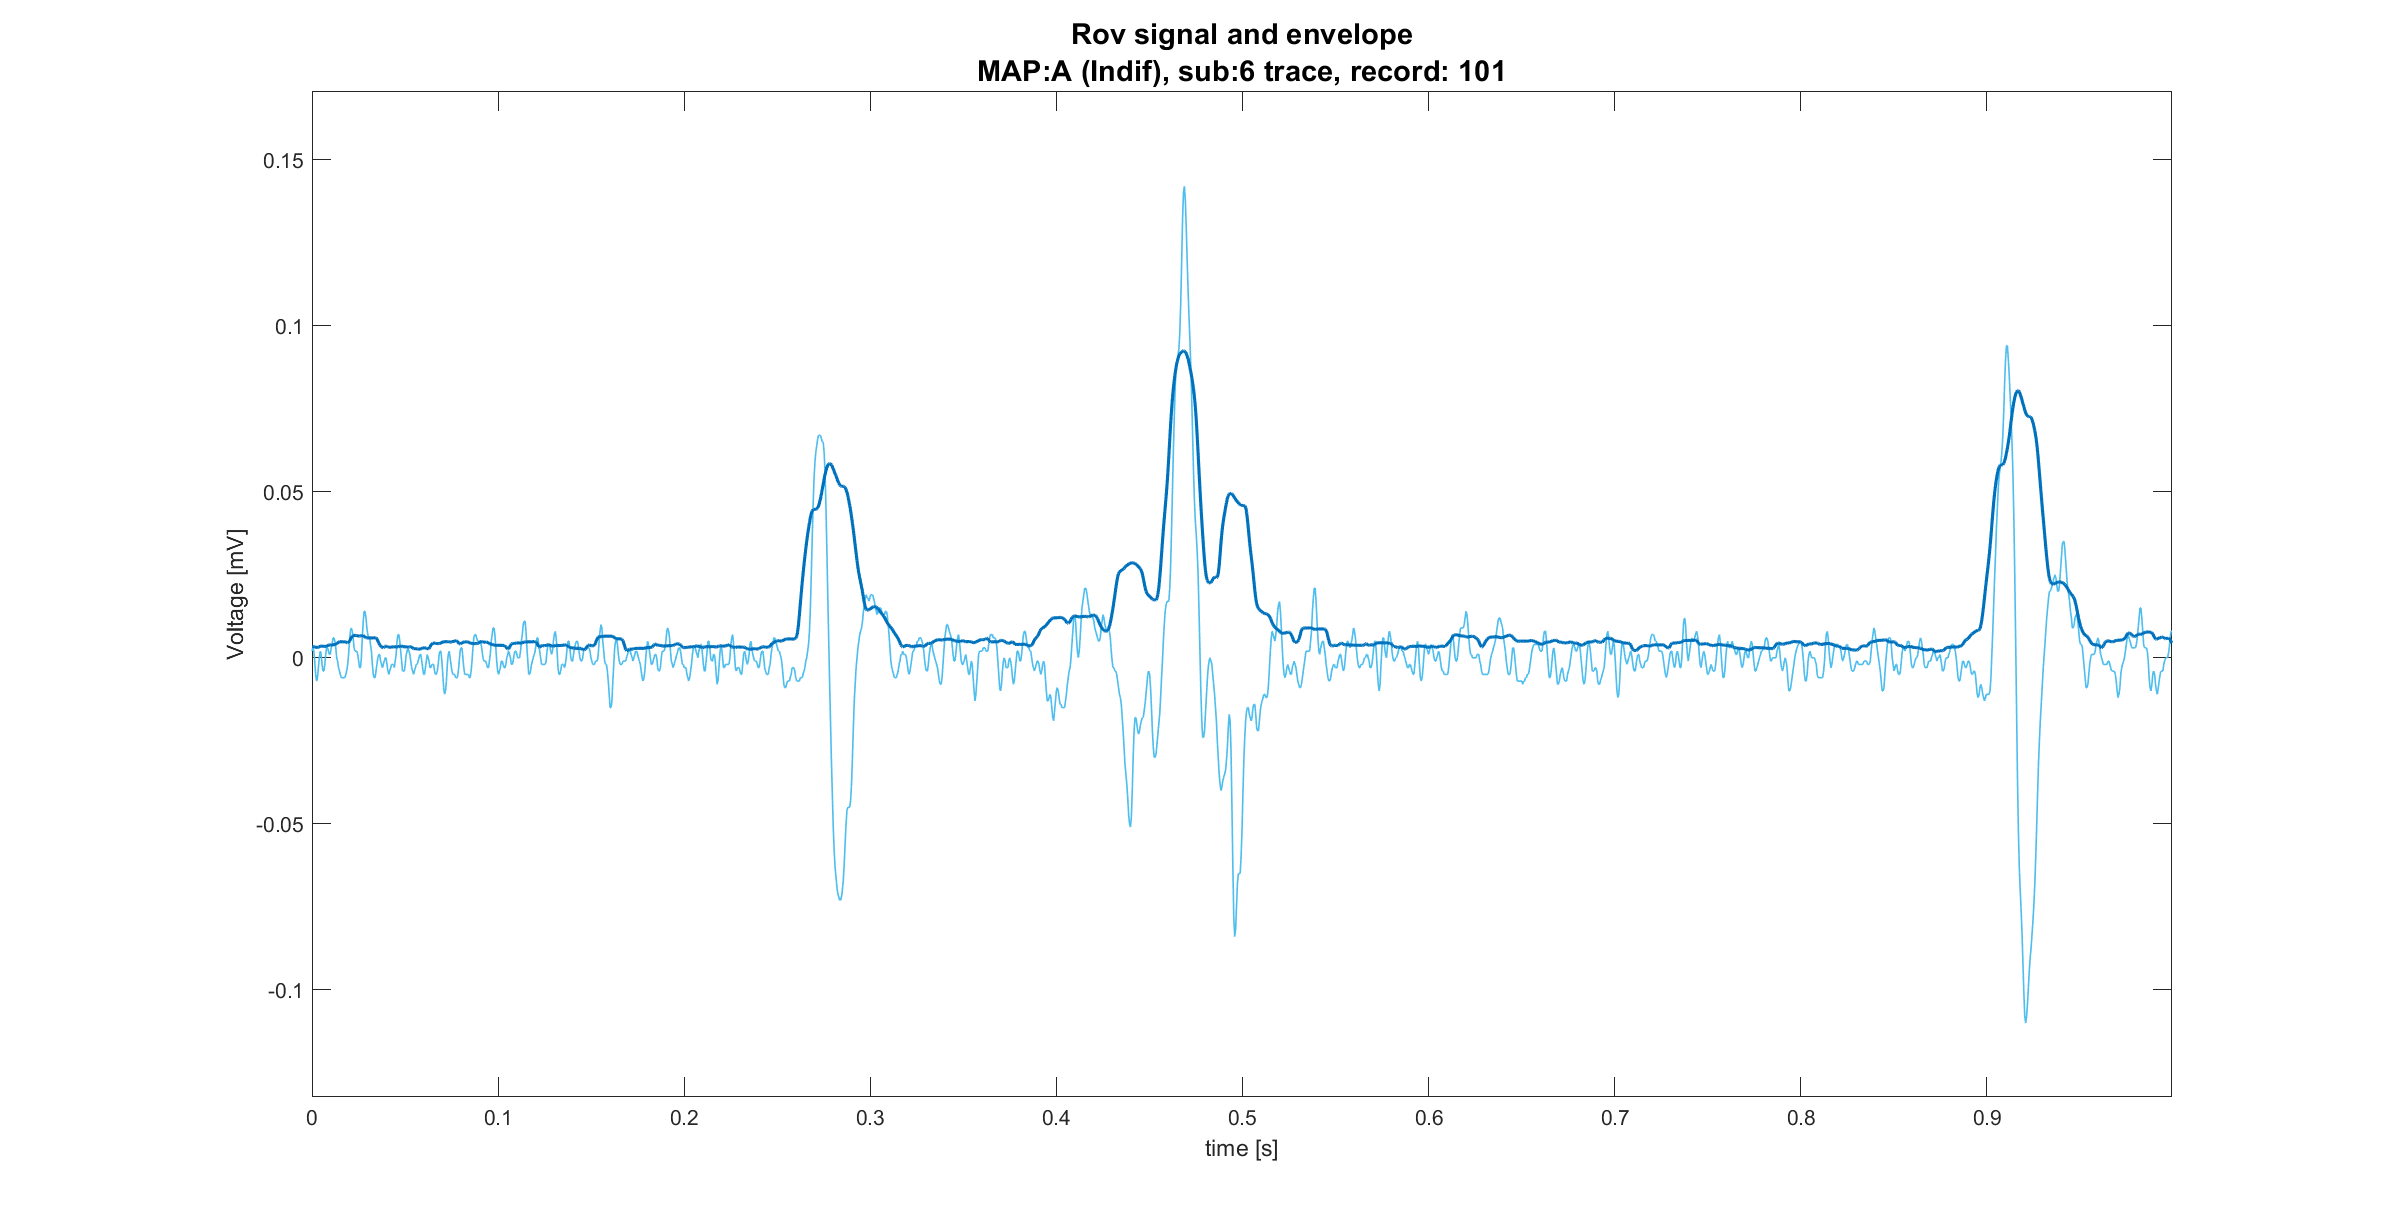 Rov signal and envelope
MAP:A (Indif), sub:6 trace, record: 101
0.15
0.1
0.05
0
-0.05
-0.1
Voltage [mV]
0 0.1 0.2 0.3 0.4 0.5 0.6 0.7 0.8 0.9
time [s]